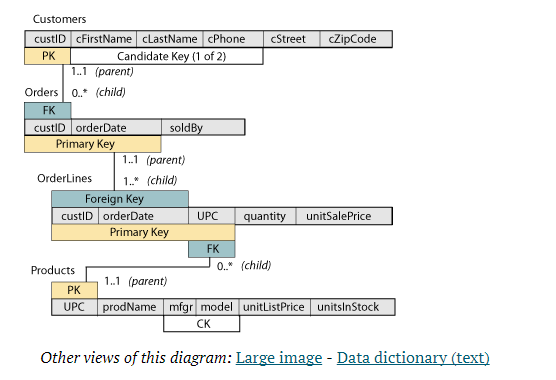 Customers
custID cFirstName cLastName cPhone cStreet cZipCode
PK Candidate Key (1 of 2)
1..1 (parent)
Orders 0..* (child)
FK
custID orderDate soldBy
Primary Key
1..1 (parent)
OrderLines 1..* (child)
Foreign Key
custID orderDate UPC quantity unitSalePrice
Primary Key
FK
0..* (child)
Products
1..1 (parent)
PK
UPC prodName mfgr model unitListPrice unitsInStock
CK
Other views of this diagram: Large image - Data dictionary (text)